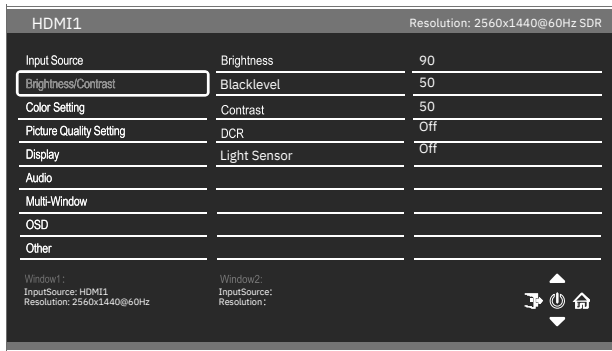 HDMI1 Resolution: 2560x1440@60Hz SDR
Input Source Brightness 90
Brightness/Contrast Blacklevel 50
Color Setting Contrast 50
Picture Quality Setting DCR Off
Display Light Sensor Off
Audio
Multi-Window
OSD
Other
Window1: Window2:
InputSource: HDMI1 InputSource:
Resolution: 2560x1440@60Hz Resolution: